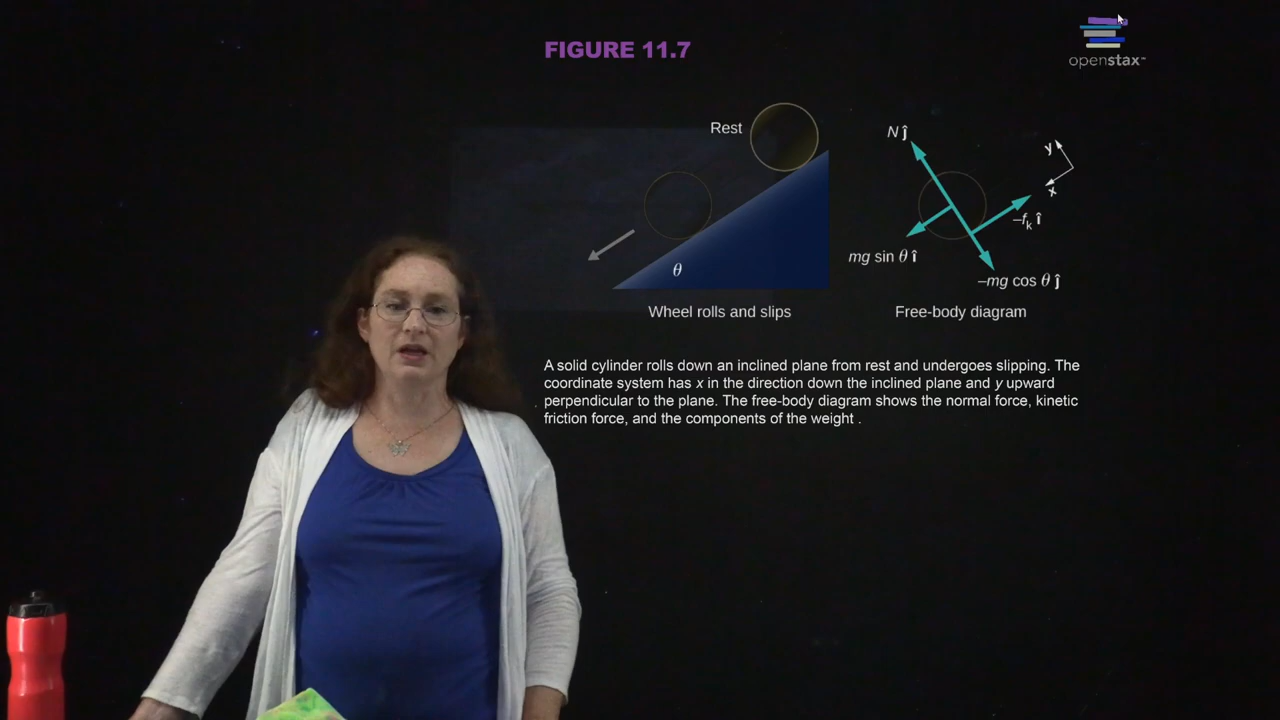 FIGURE 11.7
openstax™
Rest
θ
Wheel rolls and slips
N ĵ
y
x
–fₖ î
mg sin θ î
–mg cos θ ĵ
Free-body diagram
A solid cylinder rolls down an inclined plane from rest and undergoes slipping. The
coordinate system has x in the direction down the inclined plane and y upward
perpendicular to the plane. The free-body diagram shows the normal force, kinetic
friction force, and the components of the weight .